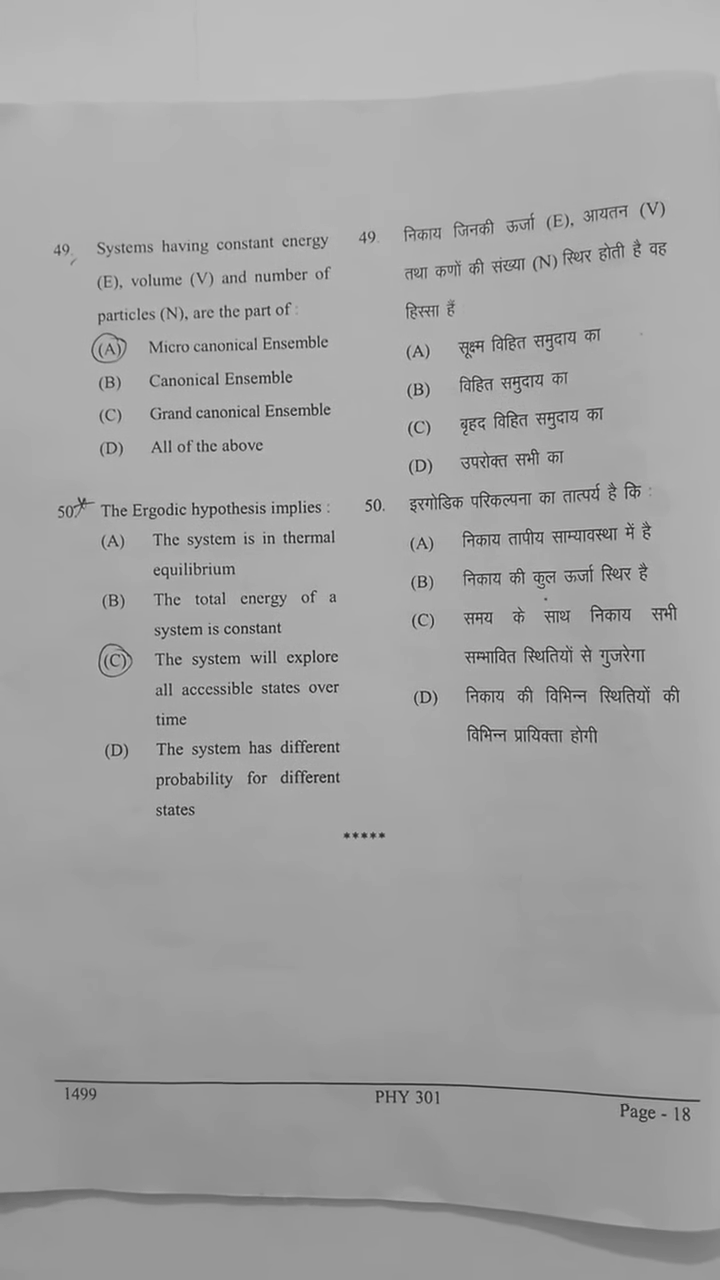 49. Systems having constant energy
(E), volume (V) and number of
particles (N), are the part of :
(A) Micro canonical Ensemble
(B) Canonical Ensemble
(C) Grand canonical Ensemble
(D) All of the above
50. The Ergodic hypothesis implies :
(A) The system is in thermal
equilibrium
(B) The total energy of a
system is constant
(C) The system will explore
all accessible states over
time
(D) The system has different
probability for different
states
49. निकाय जिनकी ऊर्जा (E), आयतन (V)
तथा कणों की संख्या (N) स्थिर होती है वह
हिस्सा हैं
(A) सूक्ष्म विहित समुदाय का
(B) विहित समुदाय का
(C) बृहद विहित समुदाय का
(D) उपरोक्त सभी का
50. इरगोडिक परिकल्पना का तात्पर्य है कि :
(A) निकाय तापीय साम्यावस्था में है
(B) निकाय की कुल ऊर्जा स्थिर है
(C) समय के साथ निकाय सभी
सम्भावित स्थितियों से गुजरेगा
(D) निकाय की विभिन्न स्थितियों की
विभिन्न प्रायिक्ता होगी
*****
1499 PHY 301 Page - 18